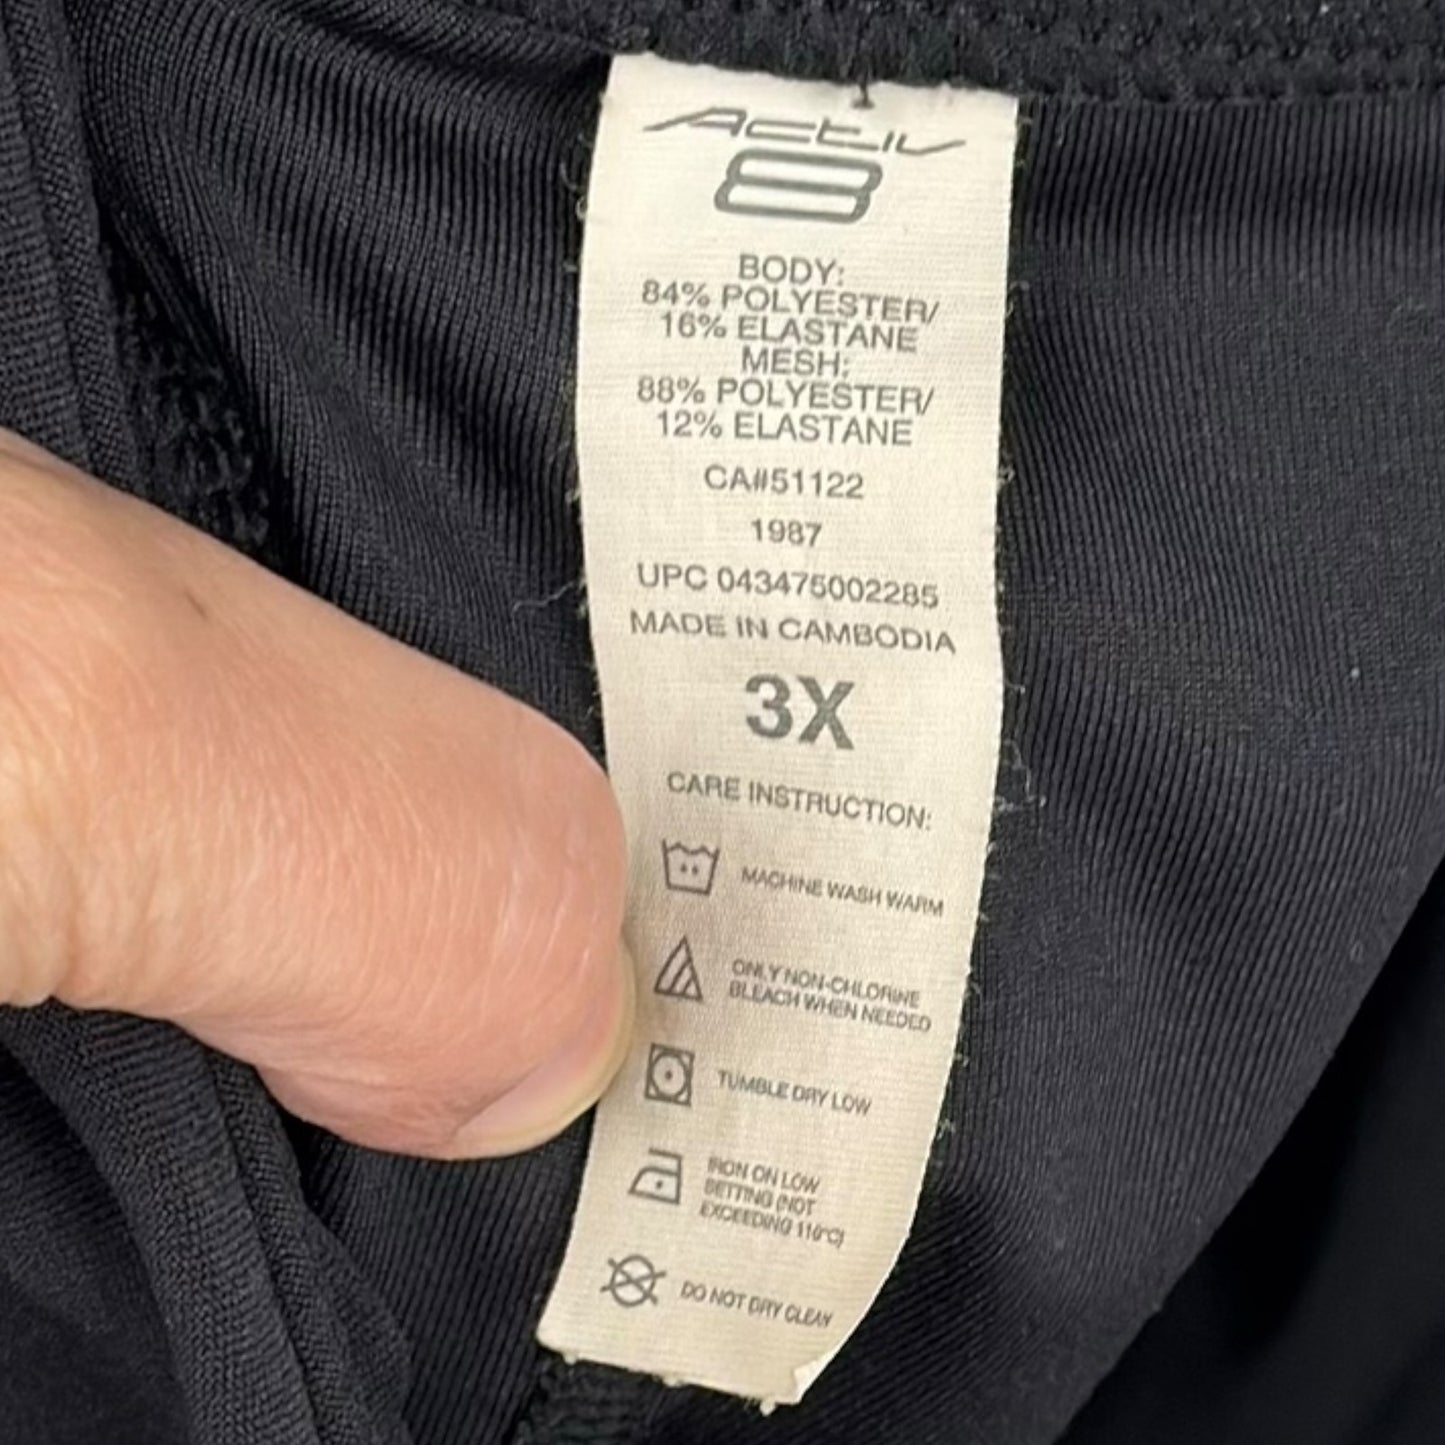 Activ
8
BODY:
84% POLYESTER/
16% ELASTANE
MESH:
88% POLYESTER/
12% ELASTANE
CA#51122
1987
UPC 043475002285
MADE IN CAMBODIA
3X
CARE INSTRUCTION:
MACHINE WASH WARM
ONLY NON-CHLORINE
BLEACH WHEN NEEDED
TUMBLE DRY LOW
IRON ON LOW
SETTING (NOT
EXCEEDING 110°C)
DO NOT DRY CLEAN